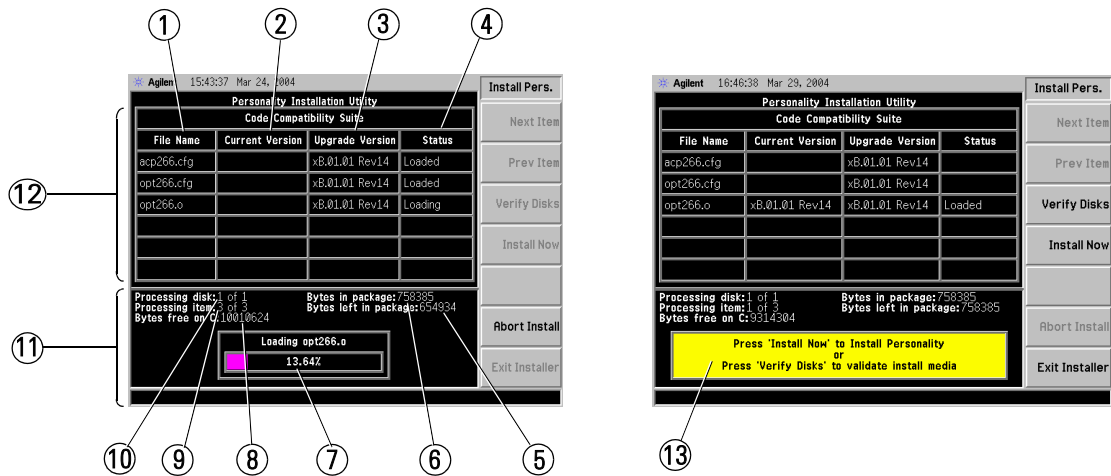 1 2 3 4
Agilent 15:43:37 Mar 24, 2004
Install Pers.
Personality Installation Utility
Code Compatibility Suite
File Name Current Version Upgrade Version Status
acp266.cfg xB.01.01 Rev14 Loaded
opt266.cfg xB.01.01 Rev14 Loaded
opt266.o xB.01.01 Rev14 Loading
Next Item
Prev Item
Verify Disks
Install Now
Abort Install
Exit Installer
12
Processing disk:1 of 1 Bytes in package:758385
Processing item:3 of 3 Bytes left in package:654934
Bytes free on C:10010624
Loading opt266.o
13.64%
11
10 9 8 7 6 5
Agilent 16:46:38 Mar 29, 2004
Install Pers.
Personality Installation Utility
Code Compatibility Suite
File Name Current Version Upgrade Version Status
acp266.cfg xB.01.01 Rev14
opt266.cfg xB.01.01 Rev14
opt266.o xB.01.01 Rev14 xB.01.01 Rev14 Loaded
Next Item
Prev Item
Verify Disks
Install Now
Abort Install
Exit Installer
Processing disk:1 of 1 Bytes in package:758385
Processing item:1 of 3 Bytes left in package:758385
Bytes free on C:9314304
Press 'Install Now' to Install Personality
or
Press 'Verify Disks' to validate install media
13